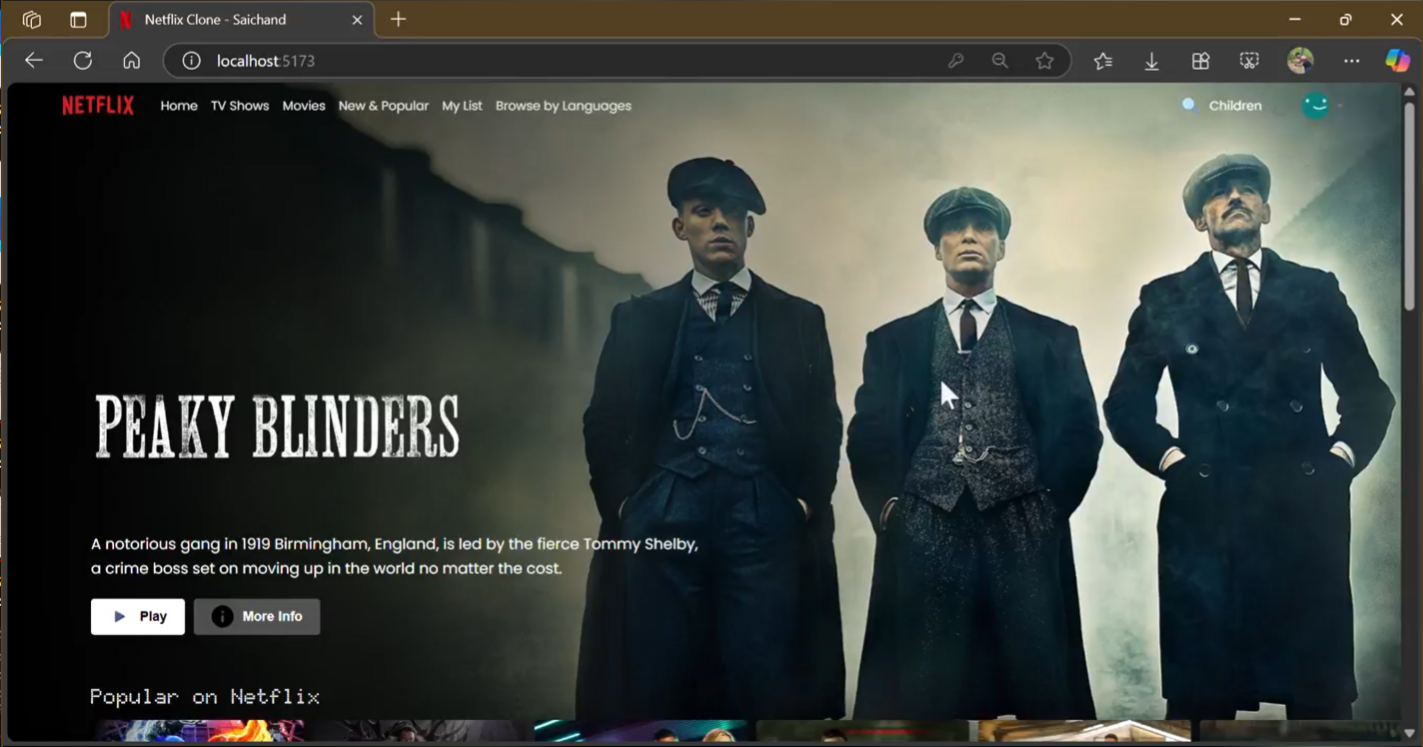 Netflix Clone - Saichand
localhost:5173
NETFLIX Home TV Shows Movies New & Popular My List Browse by Languages Children
PEAKY BLINDERS
A notorious gang in 1919 Birmingham, England, is led by the fierce Tommy Shelby,
a crime boss set on moving up in the world no matter the cost.
Play More Info
Popular on Netflix